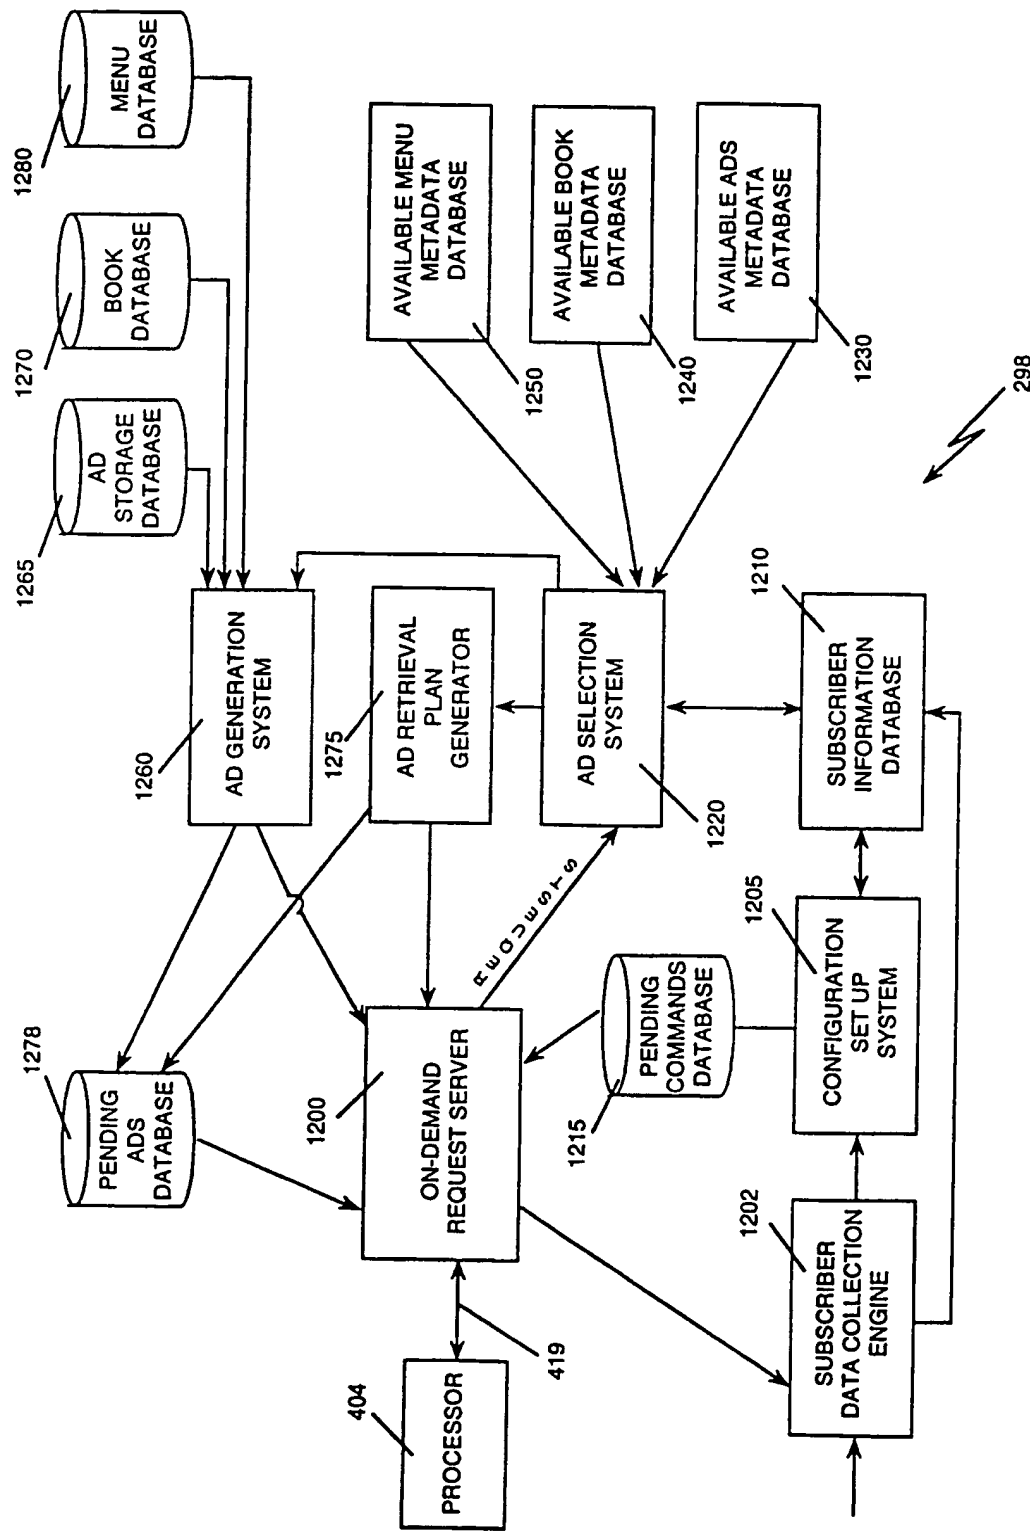 1280
MENU
DATABASE
1270
BOOK
DATABASE
1265
AD
STORAGE
DATABASE
1260
AD GENERATION
SYSTEM
1278
PENDING
ADS
DATABASE
1250
AVAILABLE MENU
METADATA
DATABASE
1240
AVAILABLE BOOK
METADATA
DATABASE
1230
AVAILABLE ADS
METADATA
DATABASE
298
1275
AD RETRIEVAL
PLAN
GENERATOR
1220
AD SELECTION
SYSTEM
REQUESTS
1200
ON-DEMAND
REQUEST SERVER
419
404
PROCESSOR
1215
PENDING
COMMANDS
DATABASE
1210
SUBSCRIBER
INFORMATION
DATABASE
1205
CONFIGURATION
SET UP
SYSTEM
1202
SUBSCRIBER
DATA COLLECTION
ENGINE